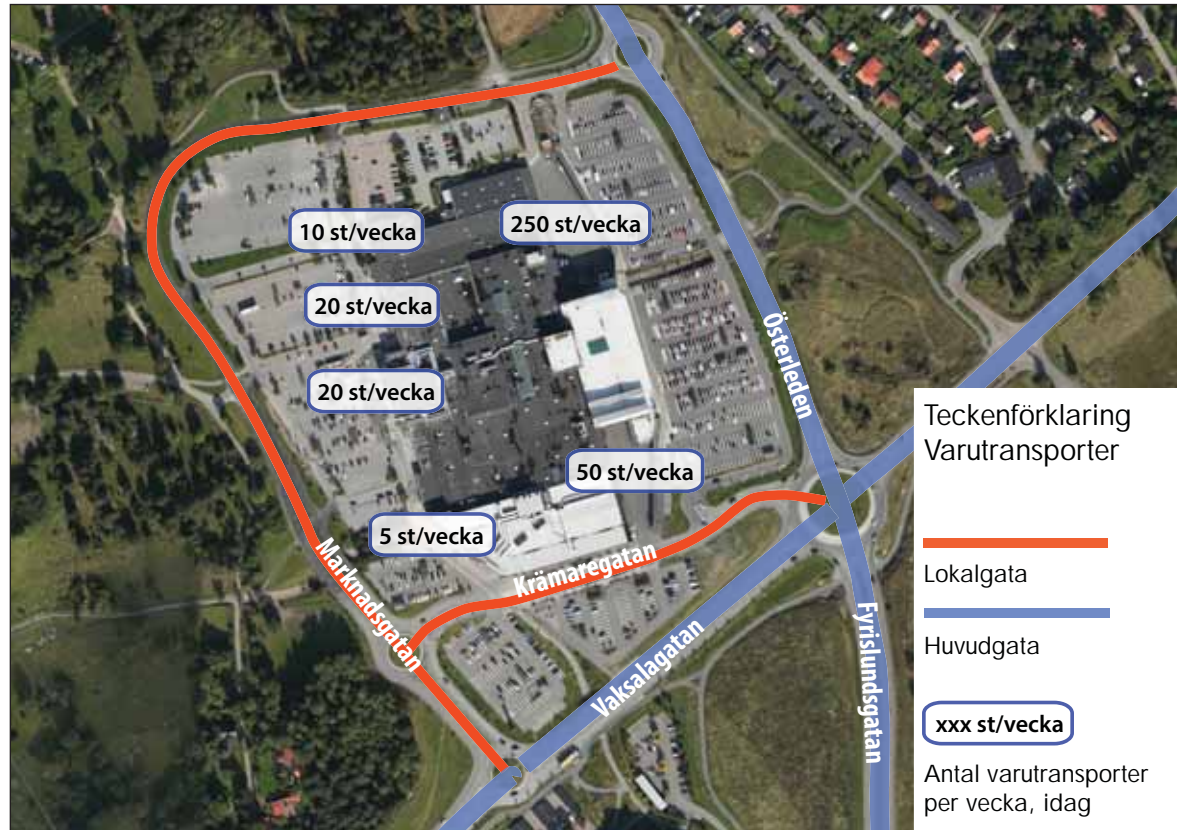 10 st/vecka
250 st/vecka
20 st/vecka
20 st/vecka
50 st/vecka
5 st/vecka
Österleden
Marknadsgatan
Krämaregatan
Vaksalagatan
Fyrislundsgatan
Teckenförklaring
Varutransporter
Lokalgata
Huvudgata
xxx st/vecka
Antal varutransporter
per vecka, idag